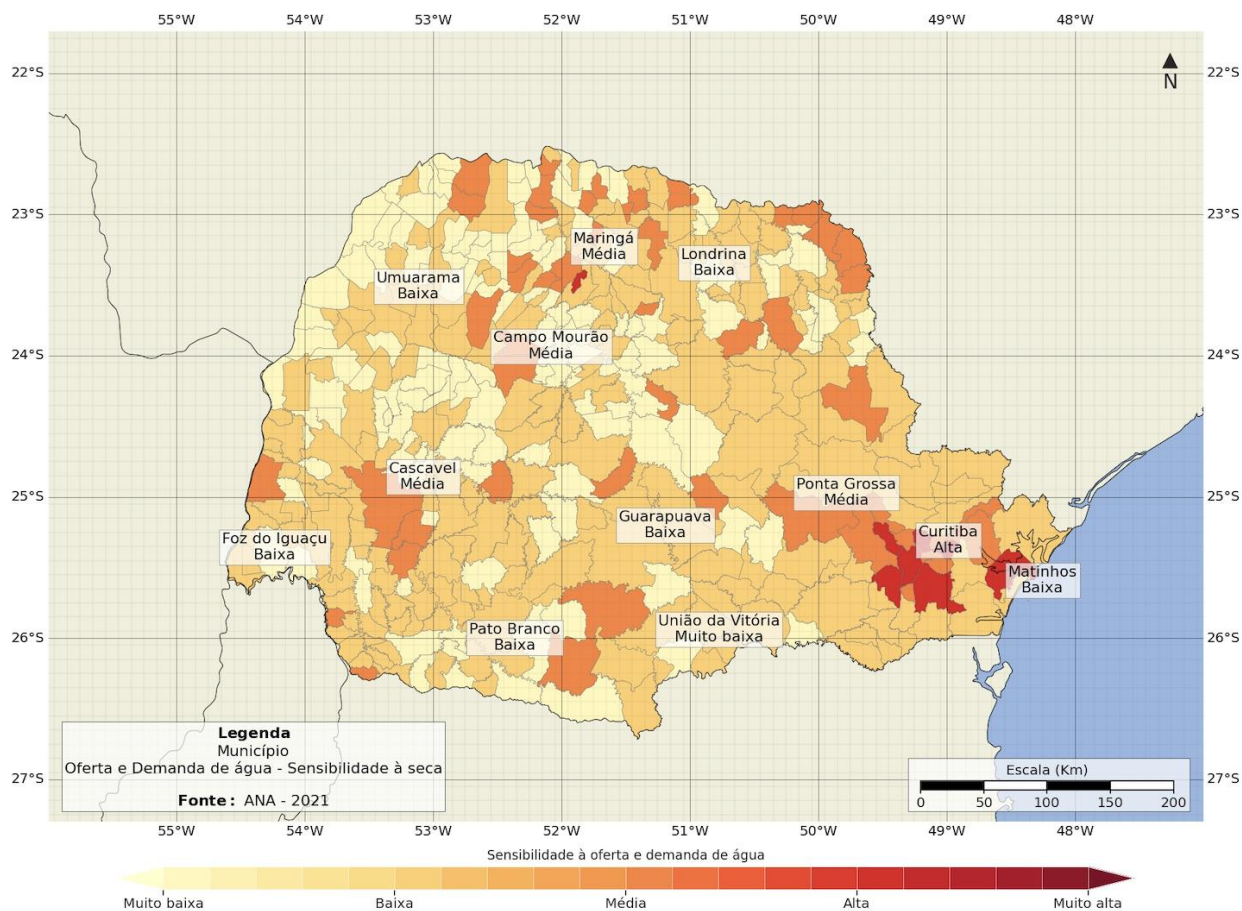 55°W 54°W 53°W 52°W 51°W 50°W 49°W 48°W
22°S 22°S
N
23°S 23°S
Maringá
Média
Londrina
Baixa
Umuarama
Baixa
Campo Mourão
Média
24°S 24°S
Cascavel
Média
Ponta Grossa
Média
25°S 25°S
Guarapuava
Baixa
Curitiba
Alta
Foz do Iguaçu
Baixa
Matinhos
Baixa
União da Vitória
Muito baixa
Pato Branco
Baixa
26°S 26°S
Legenda
Município
Oferta e Demanda de água - Sensibilidade à seca
Fonte: ANA - 2021
27°S 27°S
Escala (Km)
0 50 100 150 200
55°W 54°W 53°W 52°W 51°W 50°W 49°W 48°W
Sensibilidade à oferta e demanda de água
Muito baixa Baixa Média Alta Muito alta